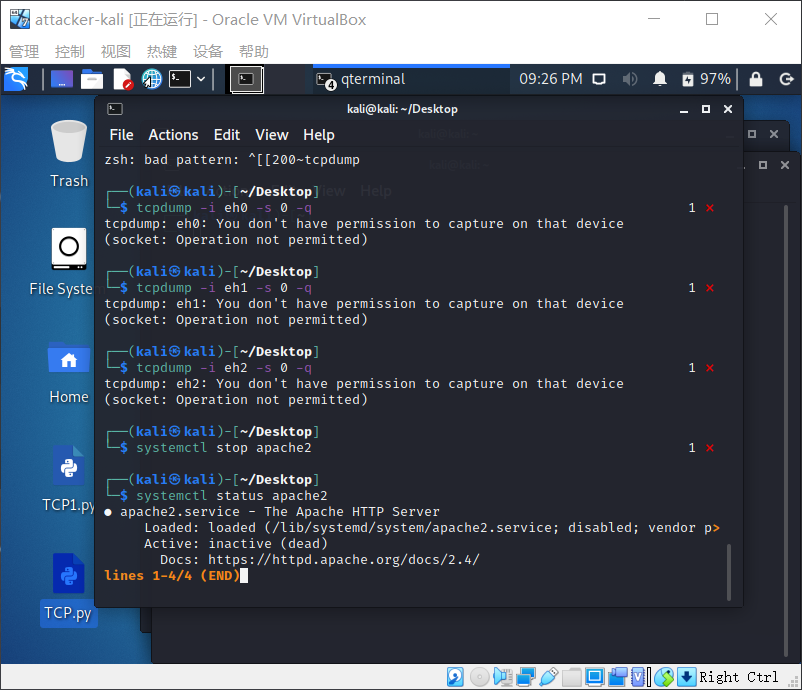 attacker-kali [正在运行] - Oracle VM VirtualBox
管理 控制 视图 热键 设备 帮助
4 qterminal 09:26 PM 97%
kali@kali: ~/Desktop
File Actions Edit View Help
zsh: bad pattern: ^[[200~tcpdump
┌──(kali㉿kali)-[~/Desktop]
└─$ tcpdump -i eh0 -s 0 -q 1 ⨯
tcpdump: eh0: You don't have permission to capture on that device
(socket: Operation not permitted)
┌──(kali㉿kali)-[~/Desktop]
└─$ tcpdump -i eh1 -s 0 -q 1 ⨯
tcpdump: eh1: You don't have permission to capture on that device
(socket: Operation not permitted)
┌──(kali㉿kali)-[~/Desktop]
└─$ tcpdump -i eh2 -s 0 -q 1 ⨯
tcpdump: eh2: You don't have permission to capture on that device
(socket: Operation not permitted)
┌──(kali㉿kali)-[~/Desktop]
└─$ systemctl stop apache2 1 ⨯
┌──(kali㉿kali)-[~/Desktop]
└─$ systemctl status apache2
● apache2.service - The Apache HTTP Server
Loaded: loaded (/lib/systemd/system/apache2.service; disabled; vendor p>
Active: inactive (dead)
Docs: https://httpd.apache.org/docs/2.4/
lines 1-4/4 (END)
Trash
File Syste
Home
TCP1.py
TCP.py
Right Ctrl